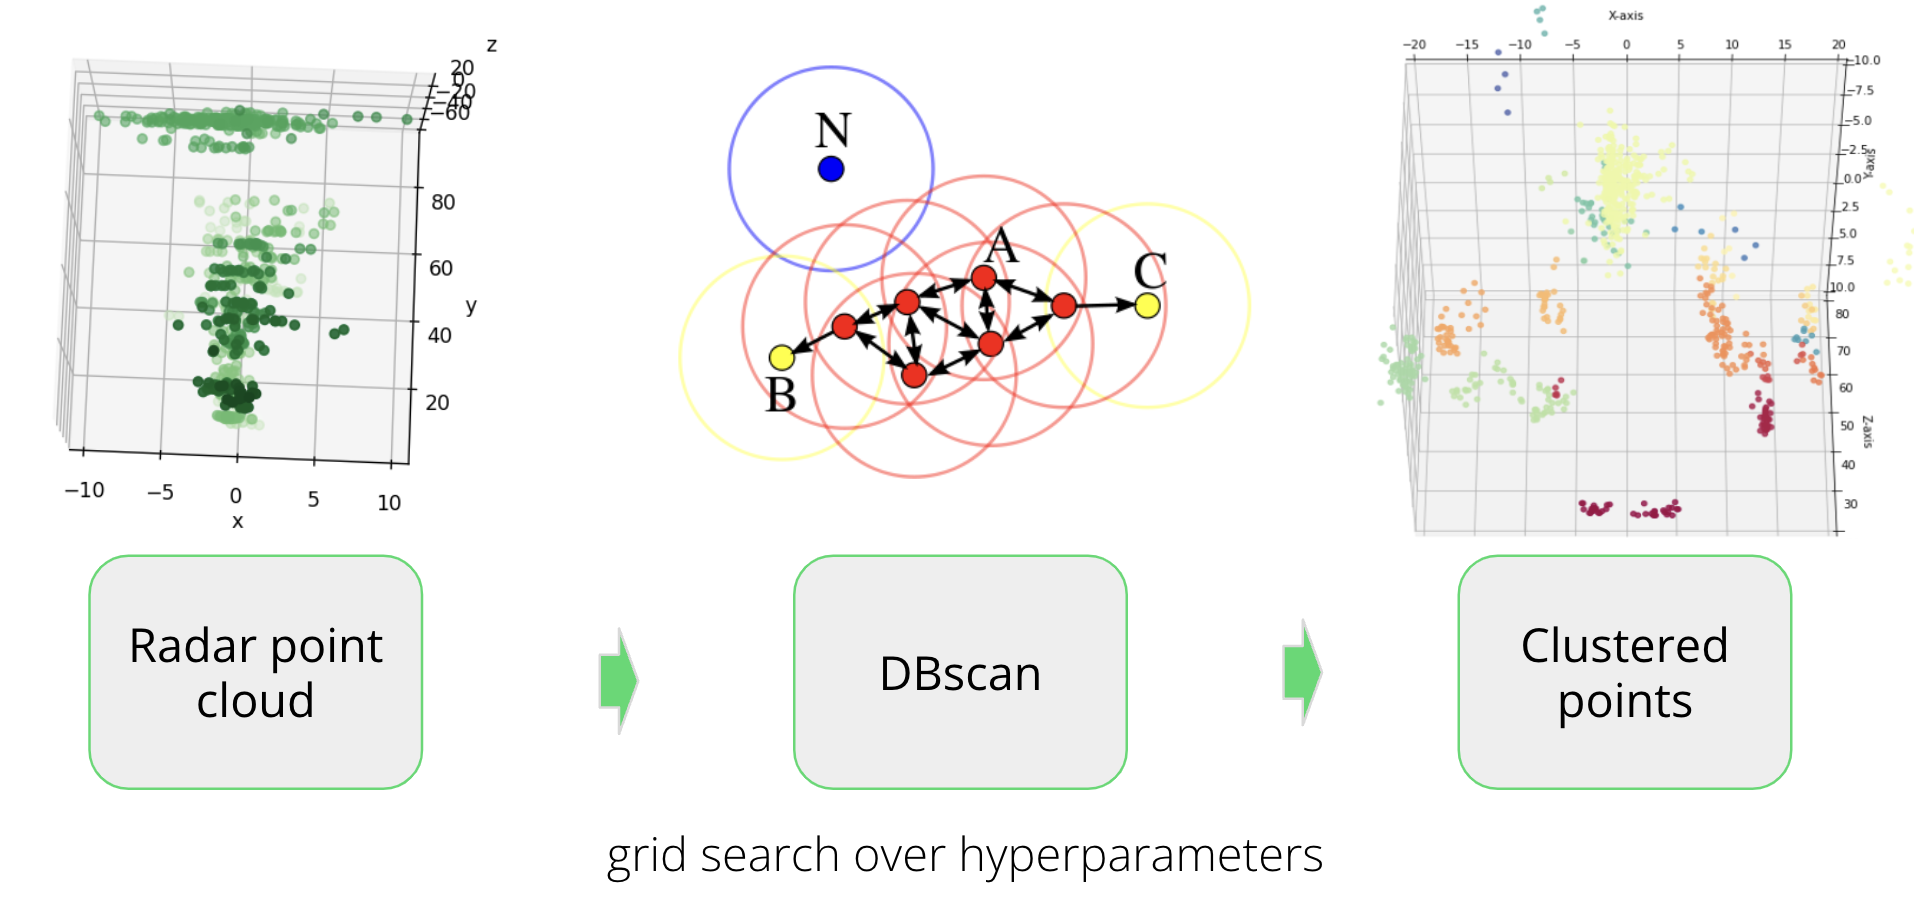 z
20
0
−20
−40
−60
80
60
y
40
20
−10
−5
0
5
10
x
N
A
C
B
X-axis
−20
−15
−10
−5
0
5
10
15
20
−10.0
−7.5
−5.0
−2.5
Y-axis
0.0
2.5
5.0
7.5
10.0
80
70
60
50
Z-axis
40
30
Radar point
cloud
DBscan
Clustered
points
grid search over hyperparameters